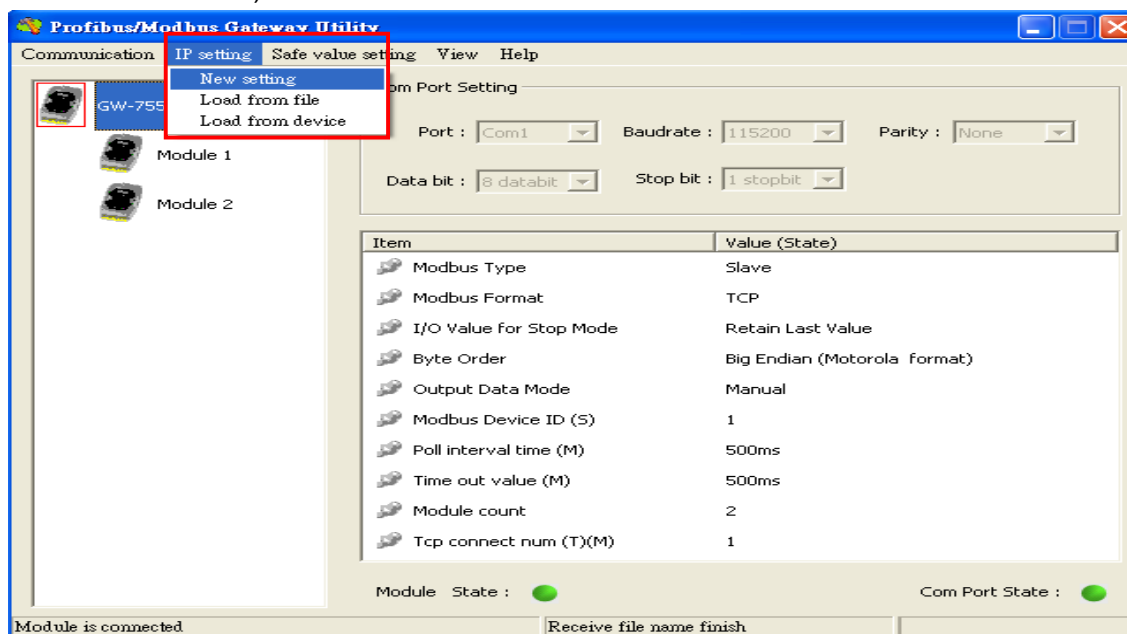 Profibus/Modbus Gateway Utility
Communication IP setting Safe value setting View Help
New setting
Load from file
Load from device
GW-755
Module 1
Module 2
om Port Setting
Port : Com1 Baudrate : 115200 Parity : None
Data bit : 8 databit Stop bit : 1 stopbit
Item Value (State)
Modbus Type Slave
Modbus Format TCP
I/O Value for Stop Mode Retain Last Value
Byte Order Big Endian (Motorola format)
Output Data Mode Manual
Modbus Device ID (S) 1
Poll interval time (M) 500ms
Time out value (M) 500ms
Module count 2
Tcp connect num (T)(M) 1
Module State : Com Port State :
Module is connected Receive file name finish